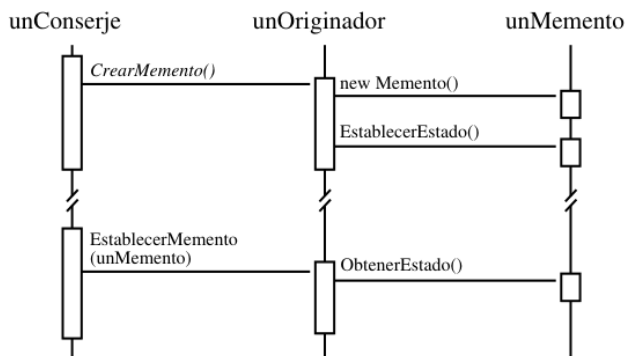 unConserje unOriginador unMemento
CrearMemento()
new Memento()
EstablecerEstado()
EstablecerMemento
(unMemento)
ObtenerEstado()